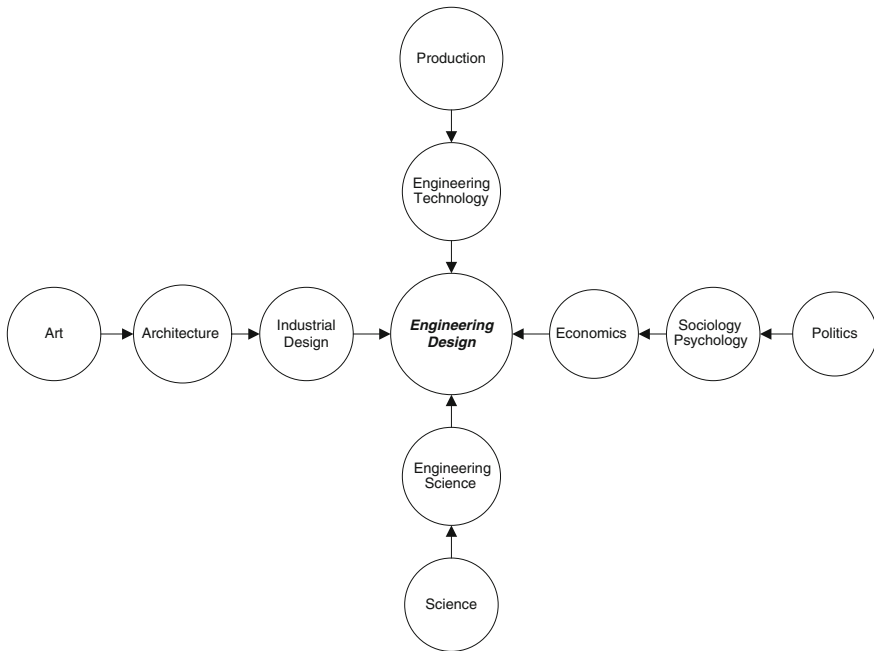 Production
Engineering
Technology
Art
Architecture
Industrial
Design
Engineering
Design
Economics
Sociology
Psychology
Politics
Engineering
Science
Science